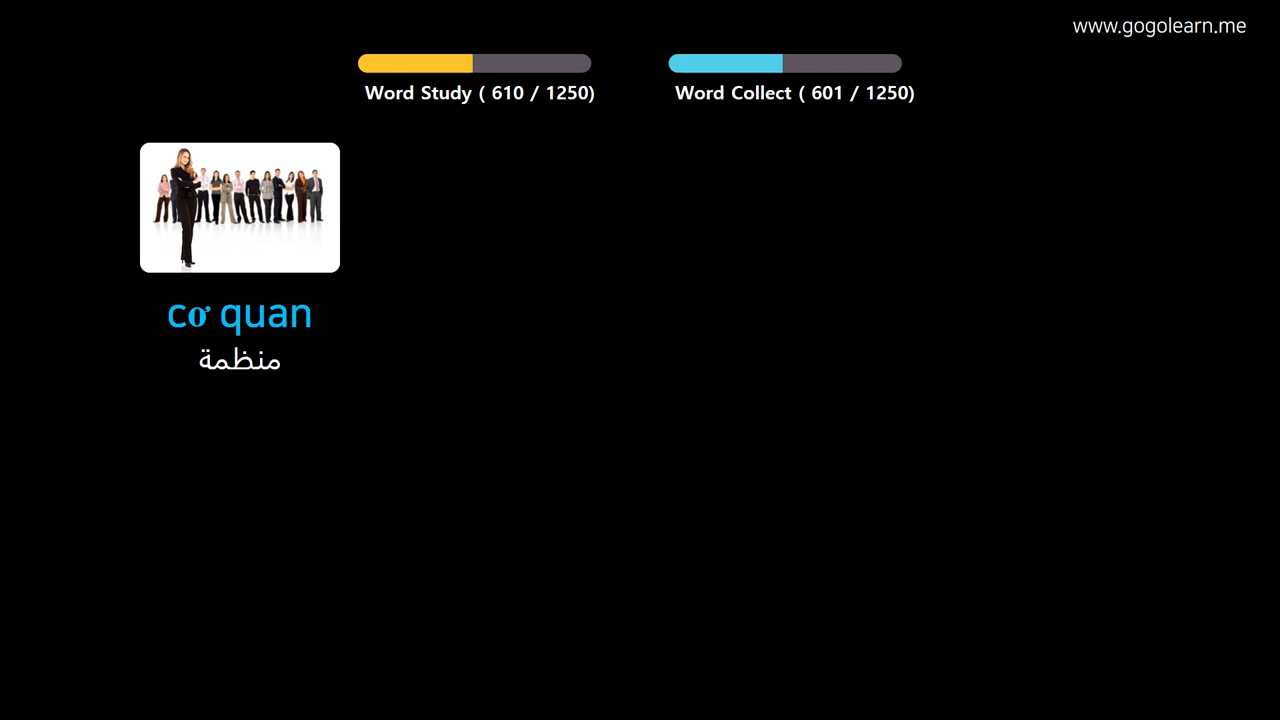 www.gogolearn.me
Word Study ( 610 / 1250)
Word Collect ( 601 / 1250)
cơ quan
منظمة